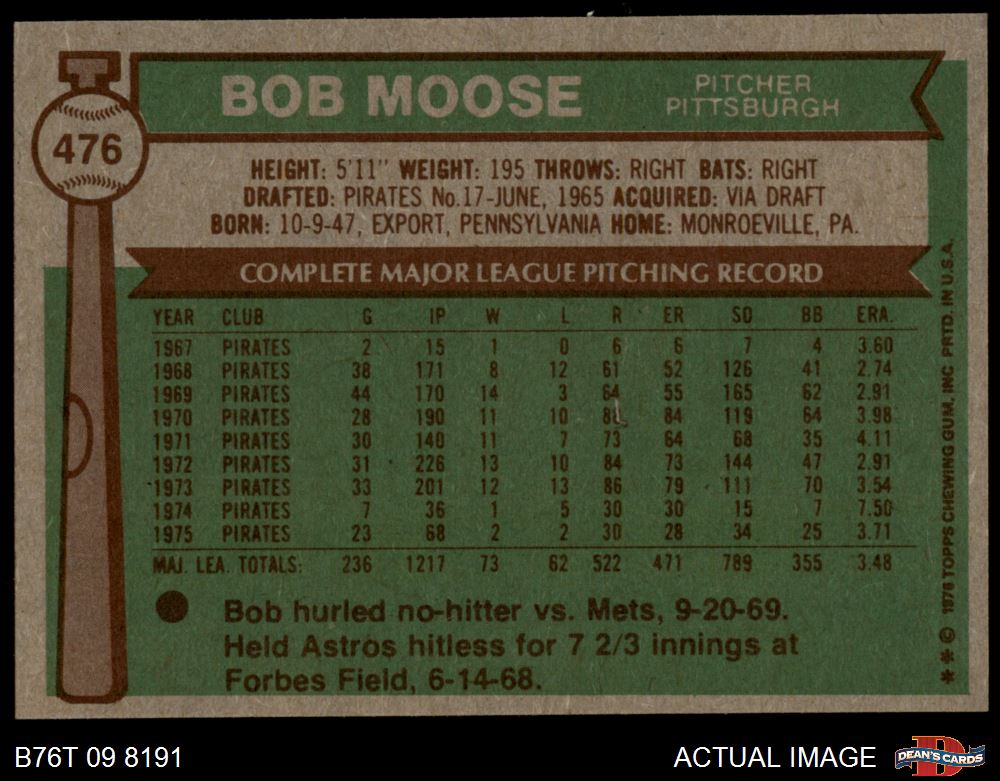 BOB MOOSE
PITCHER
PITTSBURGH
476
HEIGHT: 5'11" WEIGHT: 195 THROWS: RIGHT BATS: RIGHT
DRAFTED: PIRATES No.17-JUNE, 1965 ACQUIRED: VIA DRAFT
BORN: 10-9-47, EXPORT, PENNSYLVANIA HOME: MONROEVILLE, PA.
COMPLETE MAJOR LEAGUE PITCHING RECORD
YEAR CLUB G IP W L R ER SO BB ERA.
1967 PIRATES 2 15 1 0 6 6 7 4 3.60
1968 PIRATES 38 171 8 12 61 52 126 41 2.74
1969 PIRATES 44 170 14 3 64 55 165 62 2.91
1970 PIRATES 28 190 11 10 84 119 64 3.98
1971 PIRATES 30 140 11 7 73 64 68 35 4.11
1972 PIRATES 31 226 13 10 84 73 144 47 2.91
1973 PIRATES 33 201 12 13 86 79 111 70 3.54
1974 PIRATES 7 36 1 5 30 30 15 7 7.50
1975 PIRATES 23 68 2 2 30 28 34 25 3.71
MAJ. LEA. TOTALS: 236 1217 73 62 522 471 789 355 3.48
Bob hurled no-hitter vs. Mets, 9-20-69.
Held Astros hitless for 7 2/3 innings at
Forbes Field, 6-14-68.
** © 1976 TOPPS CHEWING GUM, INC PRTD. IN U.S.A.
B76T 09 8191
ACTUAL IMAGE
DEAN'S CARDS